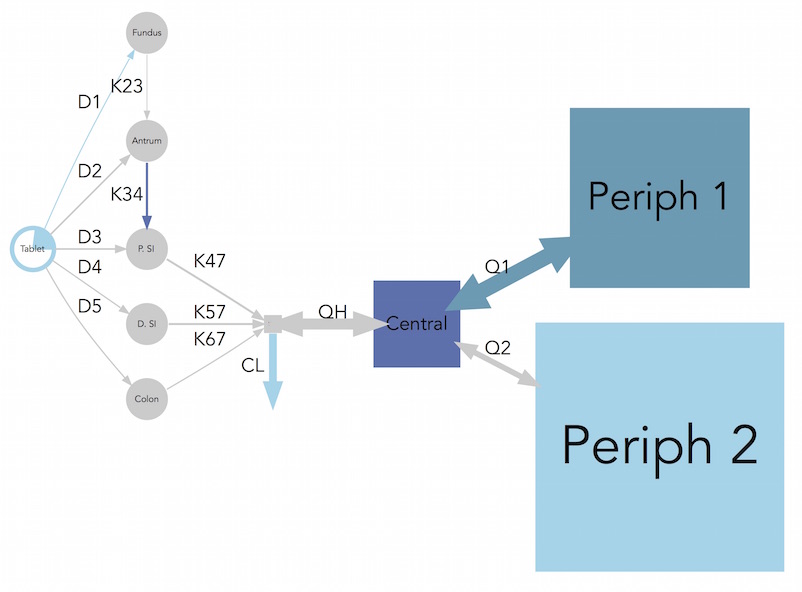 Fundus
K23
D1
Antrum
D2
K34
Periph 1
D3
Tablet
P. SI
D4
K47
Q1
D5
K57
QH
D. SI
Central
K67
Q2
CL
Colon
Periph 2